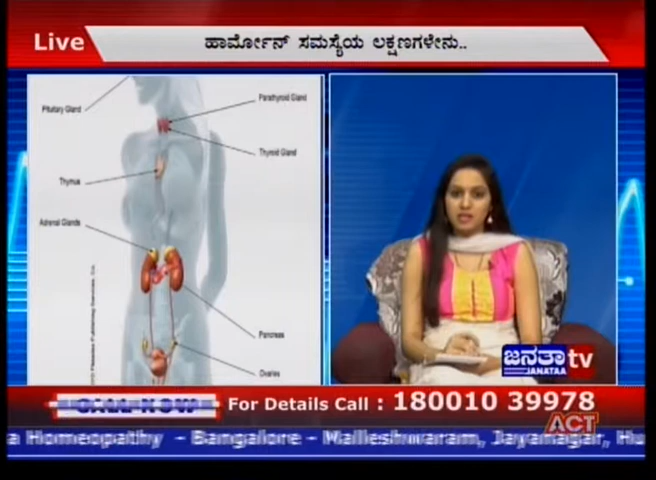 Live
ಹಾರ್ಮೋನ್ ಸಮಸ್ಯೆಯ ಲಕ್ಷಣಗಳೇನು..
Pituitary Gland
Parathyroid Gland
Thyroid Gland
Thymus
Adrenal Glands
Pancreas
Ovaries
ಜನತಾ tv
JANATAA
CALL NOW
For Details Call : 180010 39978
ACT
a Homeopathy - Bangalore - Malleshwaram, Jayanagar, Hu